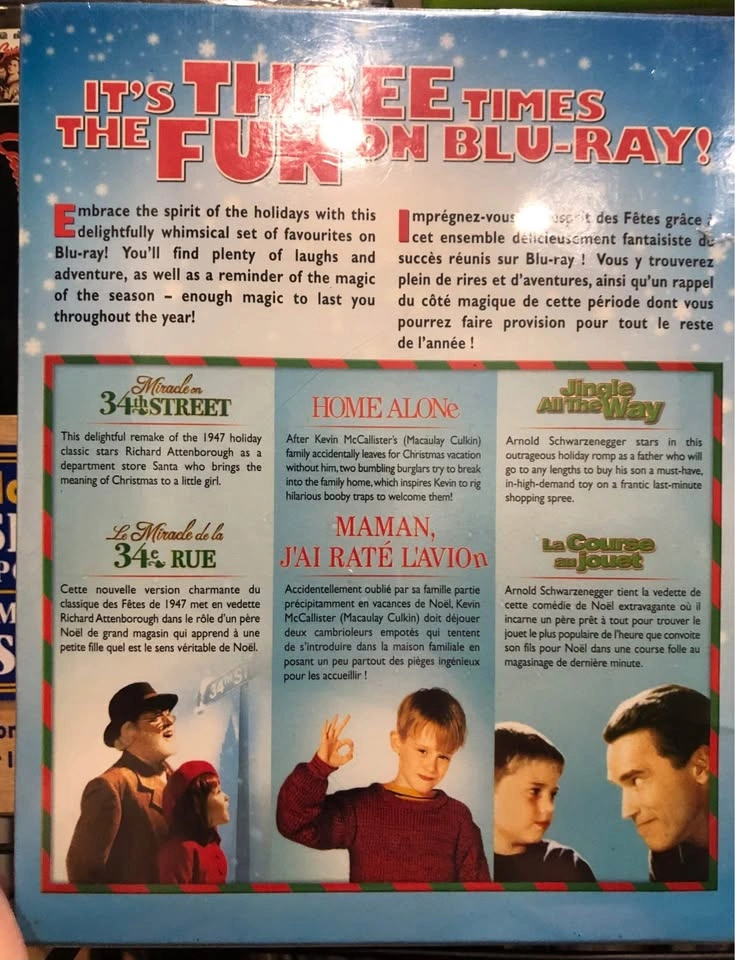 IT'S THREE TIMES
THE FUN ON BLU-RAY!
Embrace the spirit of the holidays with this
delightfully whimsical set of favourites on
Blu-ray! You'll find plenty of laughs and
adventure, as well as a reminder of the magic
of the season – enough magic to last you
throughout the year!
Imprégnez-vous des Fêtes grâce
cet ensemble délicieusement fantaisiste de
succès réunis sur Blu-ray ! Vous y trouverez
plein de rires et d'aventures, ainsi qu'un rappel
du côté magique de cette période dont vous
pourrez faire provision pour tout le reste
de l'année !
Miracle on
34th STREET
This delightful remake of the 1947 holiday
classic stars Richard Attenborough as a
department store Santa who brings the
meaning of Christmas to a little girl.
Le Miracle de la
34e RUE
Cette nouvelle version charmante du
classique des Fêtes de 1947 met en vedette
Richard Attenborough dans le rôle d'un père
Noël de grand magasin qui apprend à une
petite fille quel est le sens véritable de Noël.
34TH ST
HOME ALONe
After Kevin McCallister's (Macaulay Culkin)
family accidentally leaves for Christmas vacation
without him, two bumbling burglars try to break
into the family home, which inspires Kevin to rig
hilarious booby traps to welcome them!
MAMAN,
J'AI RATÉ L'AVIOn
Accidentellement oublié par sa famille partie
précipitamment en vacances de Noël, Kevin
McCallister (Macaulay Culkin) doit déjouer
deux cambrioleurs empotés qui tentent
de s'introduire dans la maison familiale en
posant un peu partout des pièges ingénieux
pour les accueillir !
Jingle
All The Way
Arnold Schwarzenegger stars in this
outrageous holiday romp as a father who will
go to any lengths to buy his son a must-have,
in-high-demand toy on a frantic last-minute
shopping spree.
La Course
au jouet
Arnold Schwarzenegger tient la vedette de
cette comédie de Noël extravagante où il
incarne un père prêt à tout pour trouver le
jouet le plus populaire de l'heure que convoite
son fils pour Noël dans une course folle au
magasinage de dernière minute.